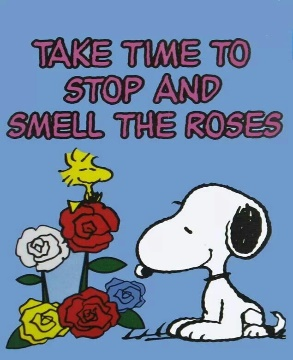 TAKE TIME TO
STOP AND
SMELL THE ROSES